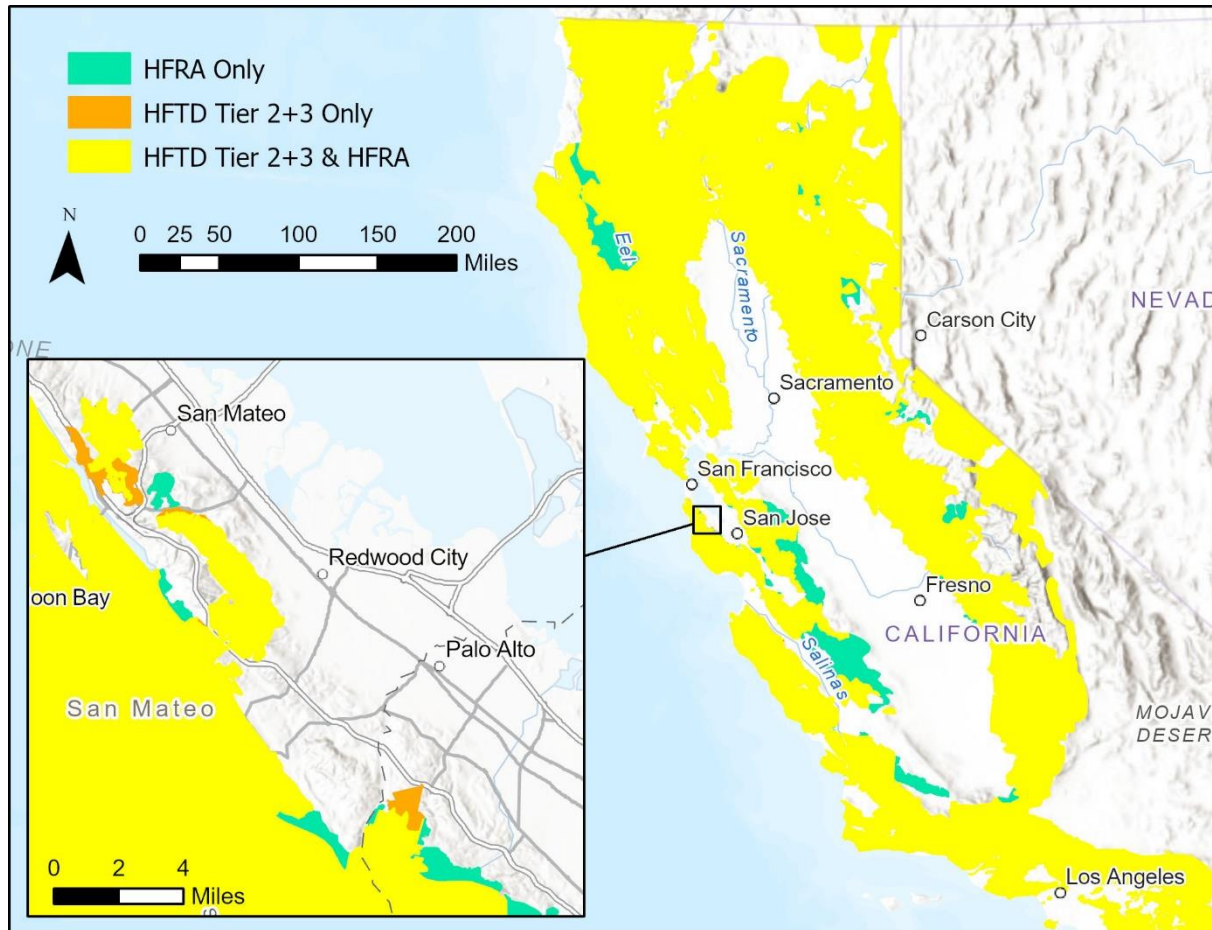 HFRA Only
HFTD Tier 2+3 Only
HFTD Tier 2+3 & HFRA
N
0 25 50 100 150 200
Miles
Eel
Sacramento
NEVAD
Carson City
ONE
Sacramento
San Francisco
San Jose
Fresno
CALIFORNIA
Salinas
MOJAV
DESER
Los Angeles
San Mateo
Redwood City
oon Bay
Palo Alto
San Mateo
0 2 4
Miles